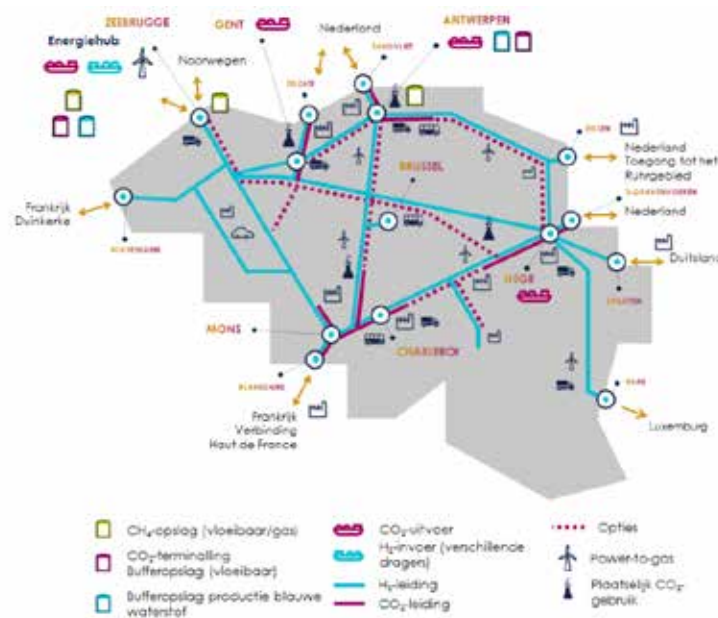 ZEEBRUGGE
GENT
ANTWERPEN
Nederland
Energiehub
Noorwegen
BRUSSEL
Nederland
Toegang tot het
Ruhrgebied
Nederland
Duitsland
Frankrijk
Duinkerke
LIEGE
MONS
CHARLEROI
Frankrijk
Verbinding
Haut de France
Luxemburg
CH₄-opslag (vloeibaar/gas)
CO₂-terminalling
Bufferopslag (vloeibaar)
Bufferopslag productie blauwe
waterstof
CO₂-uitvoer
H₂-invoer (verschillende
dragers)
H₂-leiding
CO₂-leiding
Opties
Power-to-gas
Plaatselijk CO₂-
gebruik